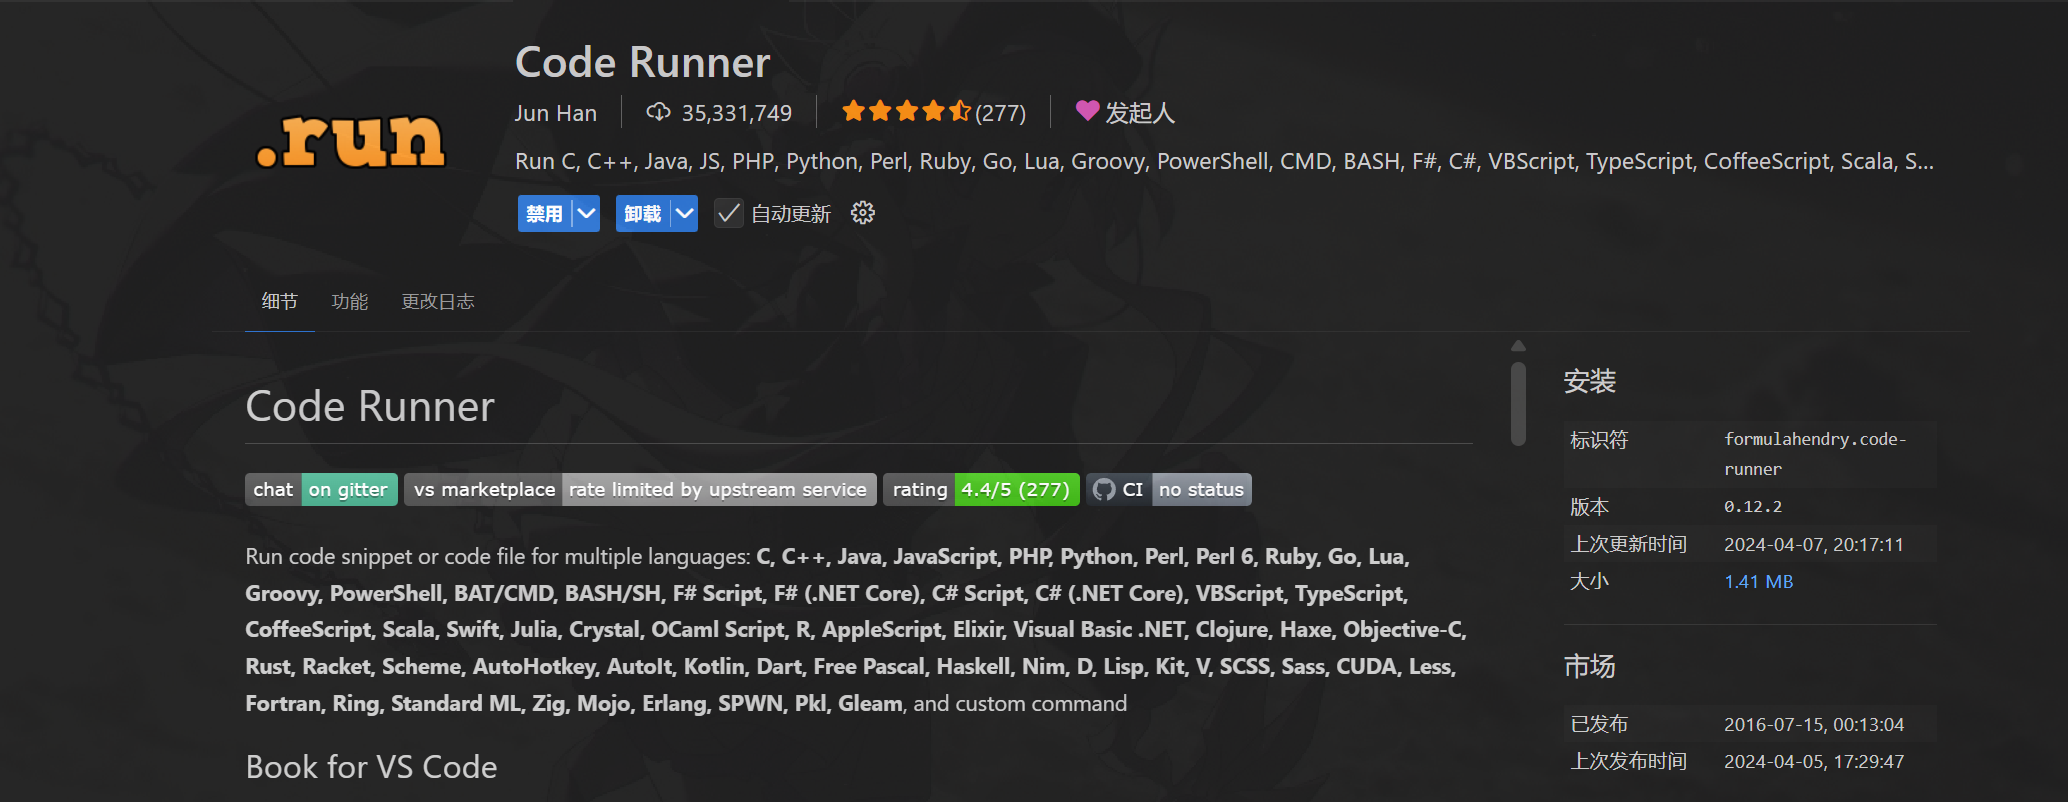 .run
Code Runner
Jun Han 35,331,749 (277) 发起人
Run C, C++, Java, JS, PHP, Python, Perl, Ruby, Go, Lua, Groovy, PowerShell, CMD, BASH, F#, C#, VBScript, TypeScript, CoffeeScript, Scala, S...
禁用 卸载 自动更新
细节 功能 更改日志
Code Runner
chat on gitter vs marketplace rate limited by upstream service rating 4.4/5 (277) CI no status
Run code snippet or code file for multiple languages: C, C++, Java, JavaScript, PHP, Python, Perl, Perl 6, Ruby, Go, Lua,
Groovy, PowerShell, BAT/CMD, BASH/SH, F# Script, F# (.NET Core), C# Script, C# (.NET Core), VBScript, TypeScript,
CoffeeScript, Scala, Swift, Julia, Crystal, OCaml Script, R, AppleScript, Elixir, Visual Basic .NET, Clojure, Haxe, Objective-C,
Rust, Racket, Scheme, AutoHotkey, AutoIt, Kotlin, Dart, Free Pascal, Haskell, Nim, D, Lisp, Kit, V, SCSS, Sass, CUDA, Less,
Fortran, Ring, Standard ML, Zig, Mojo, Erlang, SPWN, Pkl, Gleam, and custom command
Book for VS Code
安装
标识符 formulahendry.code-
runner
版本 0.12.2
上次更新时间 2024-04-07, 20:17:11
大小 1.41 MB
市场
已发布 2016-07-15, 00:13:04
上次发布时间 2024-04-05, 17:29:47